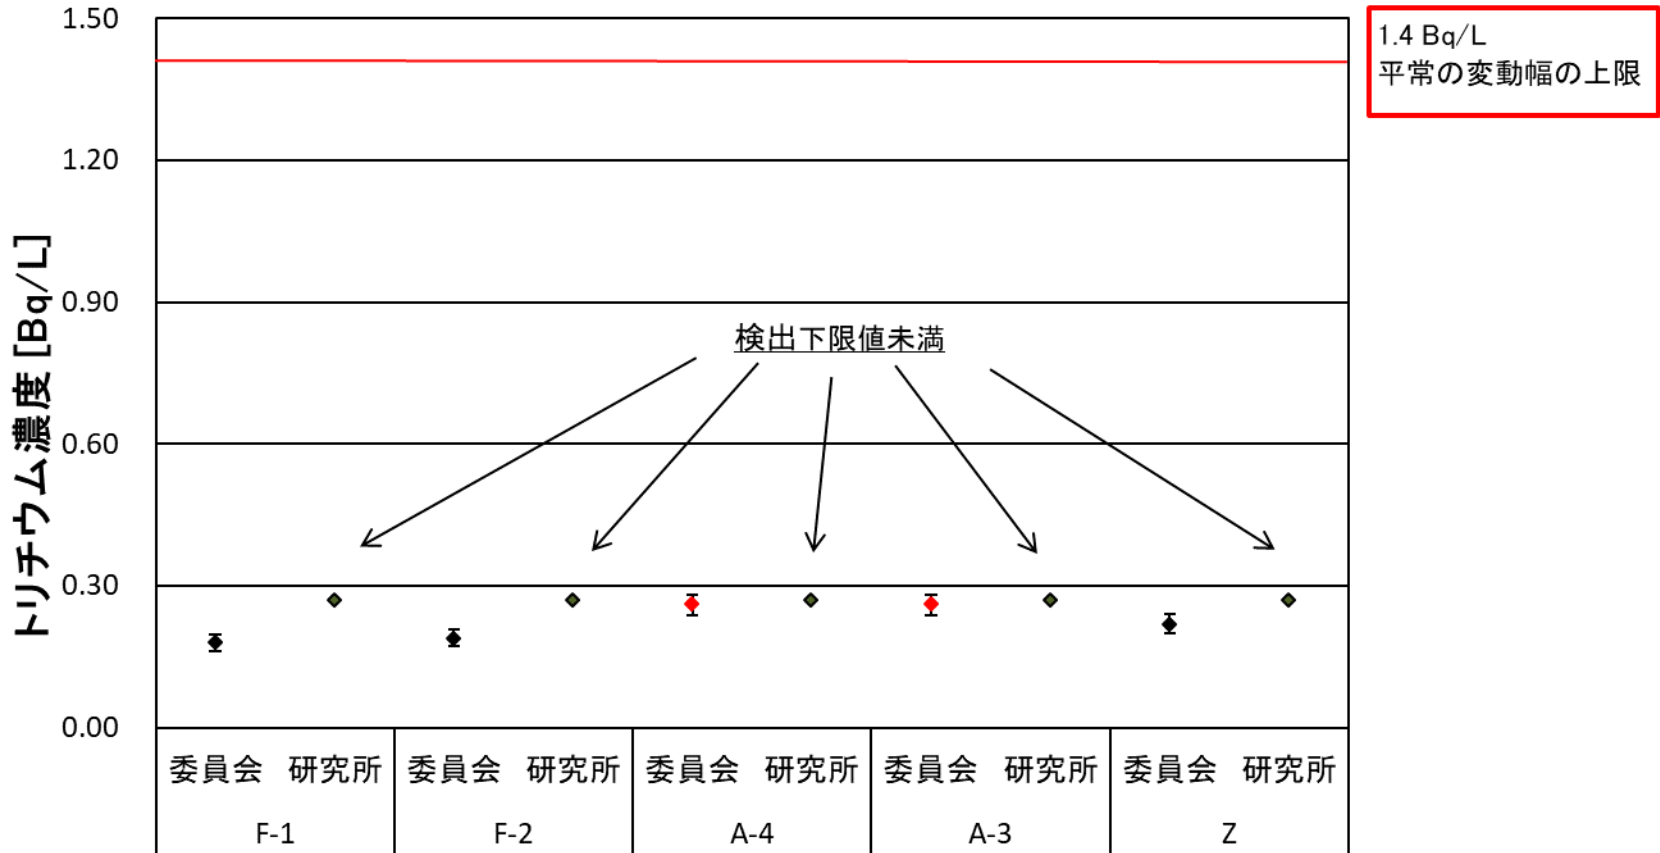 1.50
1.4 Bq/L
平常の変動幅の上限
1.20
0.90
検出下限値未満
0.60
0.30
0.00
トリチウム濃度 [Bq/L]
委員会 研究所 委員会 研究所 委員会 研究所 委員会 研究所 委員会 研究所
F-1 F-2 A-4 A-3 Z